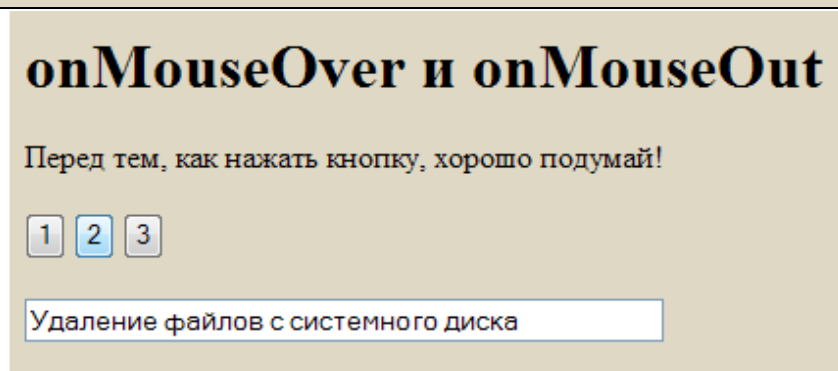 onMouseOver и onMouseOut
Перед тем, как нажать кнопку, хорошо подумай!
1 2 3
Удаление файлов с системного диска